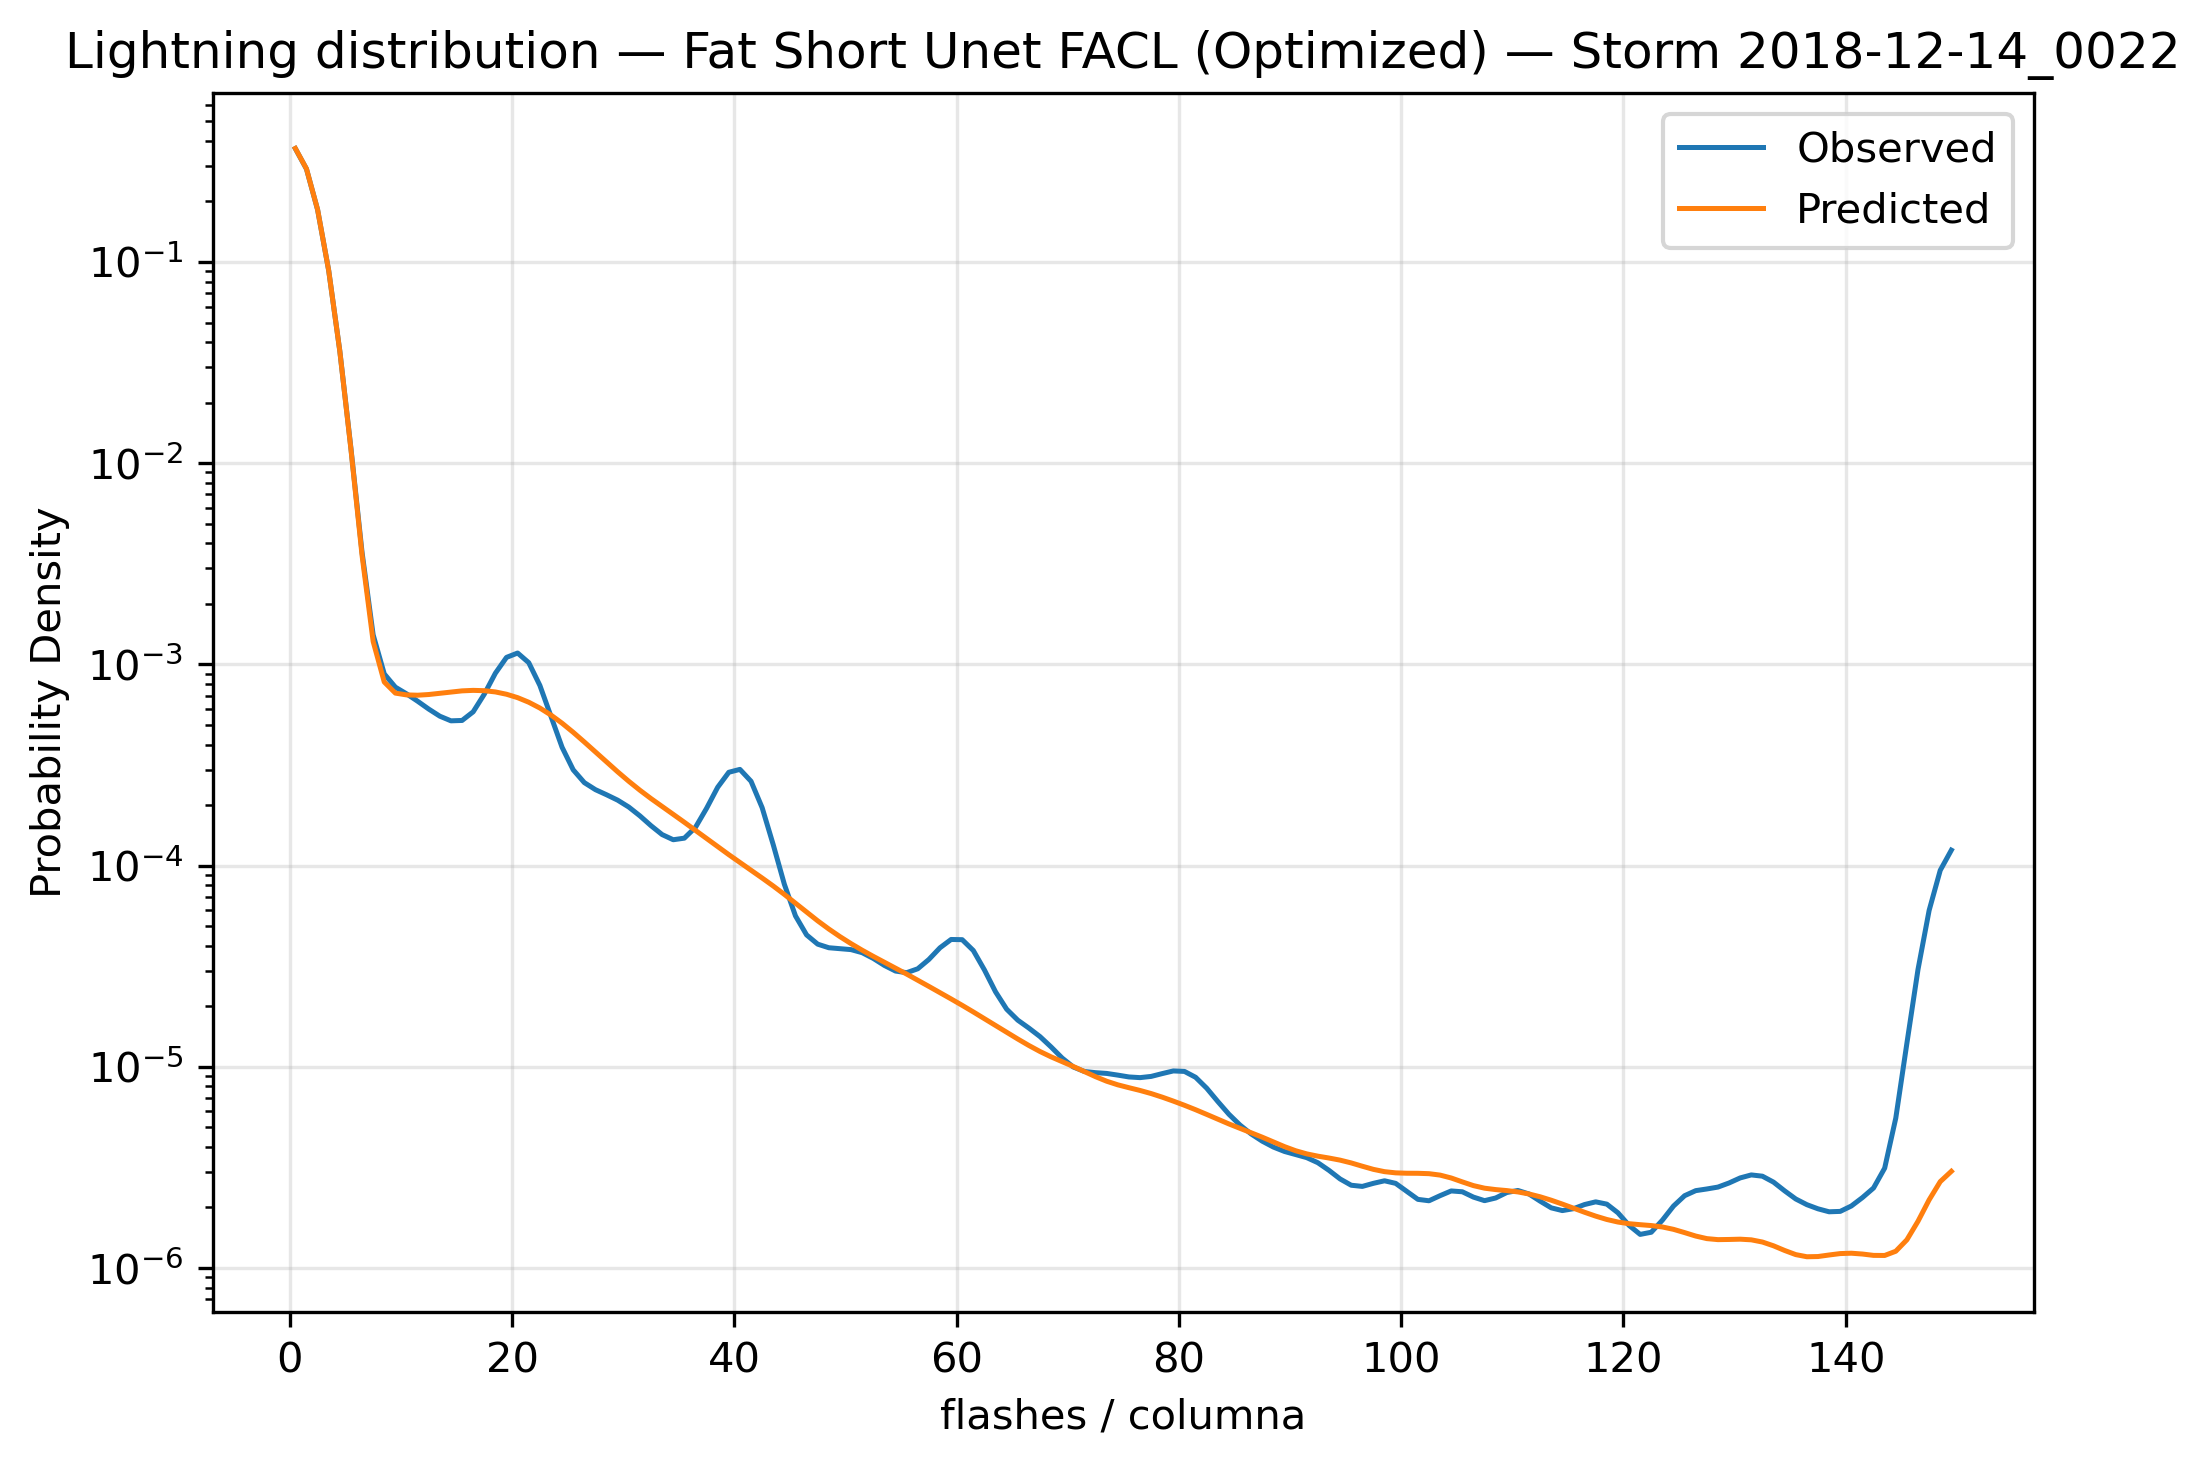 Lightning distribution — Fat Short Unet FACL (Optimized) — Storm 2018-12-14_0022
Observed
Predicted
10⁻¹
10⁻²
10⁻³
10⁻⁴
10⁻⁵
10⁻⁶
Probability Density
0 20 40 60 80 100 120 140
flashes / columna